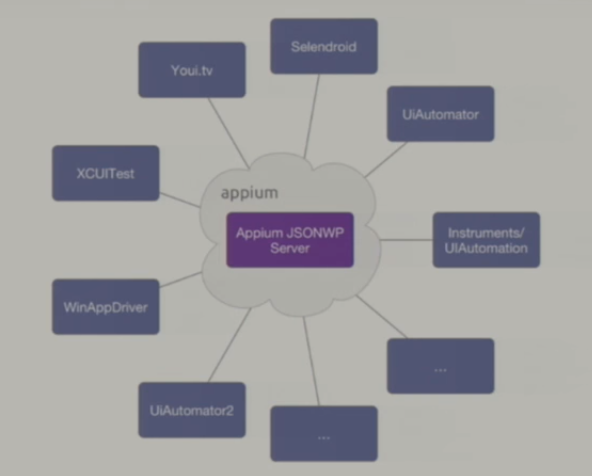 Selendroid
Youi.tv
UiAutomator
XCUITest
appium
Appium JSONWP
Server
Instruments/
UIAutomation
WinAppDriver
...
UiAutomator2
...